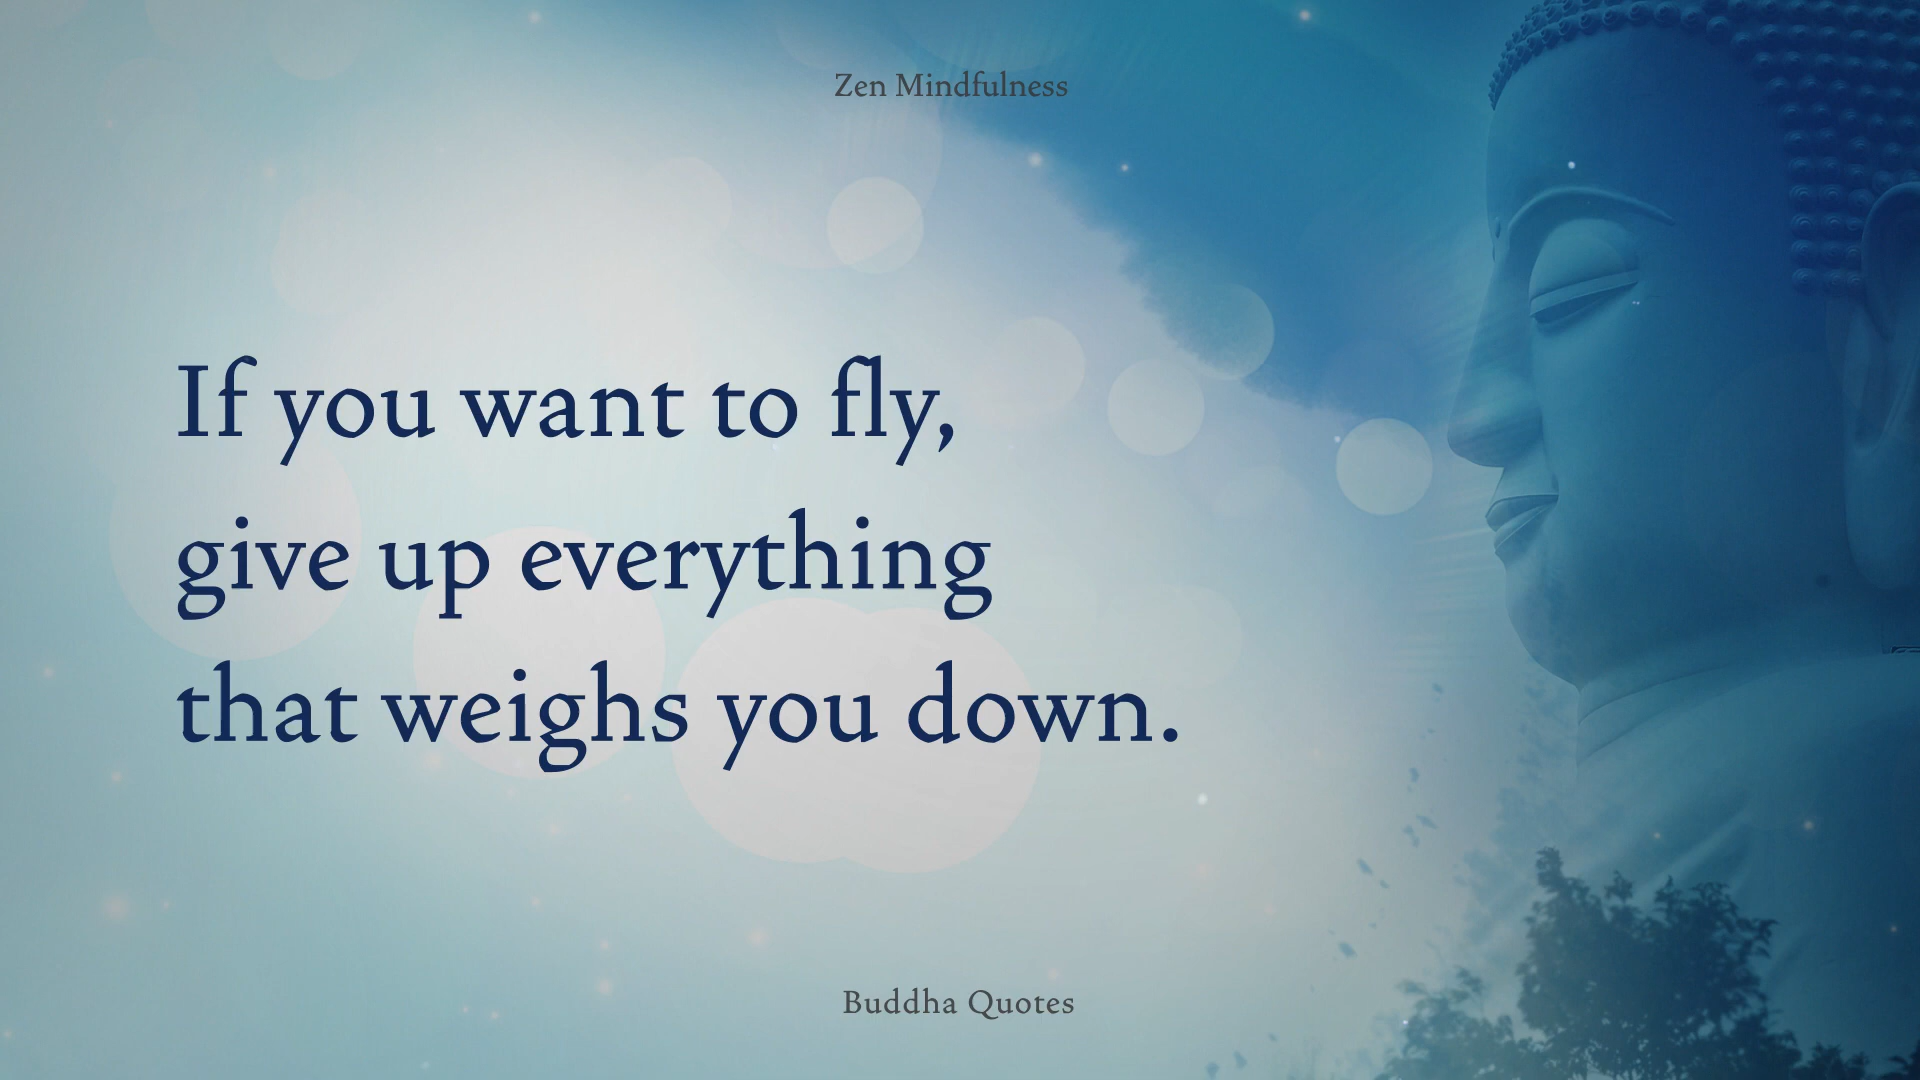 Zen Mindfulness
If you want to fly,
give up everything
that weighs you down.
Buddha Quotes